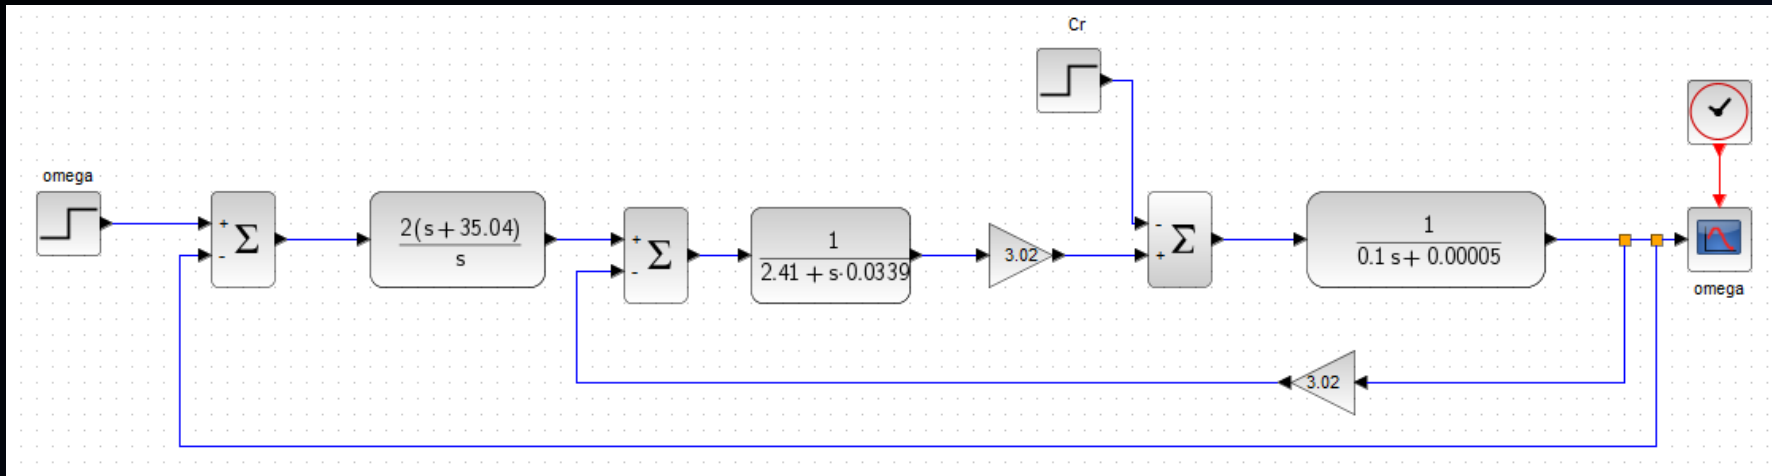 Cr
omega
+
-
Σ
2(s+35.04)
s
+
-
Σ
1
2.41 + s·0.0339
3.02
-
+
Σ
1
0.1 s+ 0.00005
omega
3.02